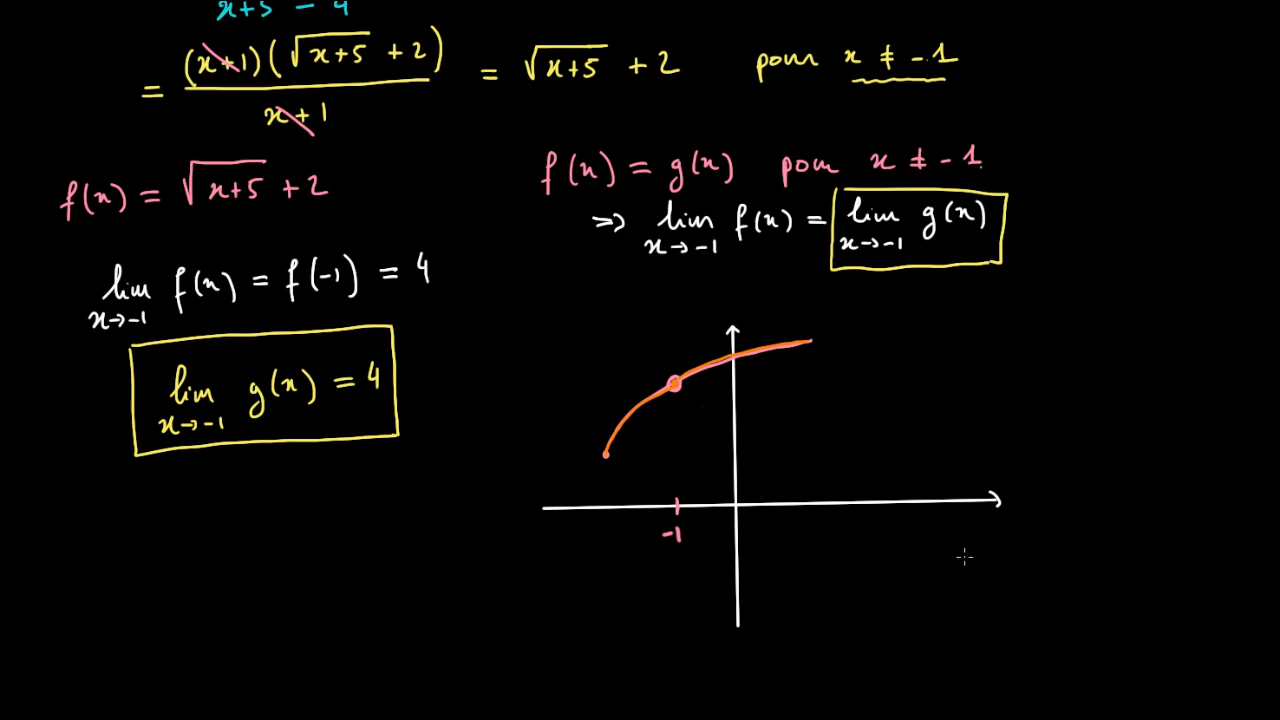 x+5 − 4
= (x+1)(√x+5 + 2) / x+1 = √x+5 + 2 pour x ≠ -1
f(x) = √x+5 + 2
f(x) = g(x) pour x ≠ -1
=> lim x→-1 f(x) = lim x→-1 g(x)
lim x→-1 f(x) = f(-1) = 4
lim x→-1 g(x) = 4
-1